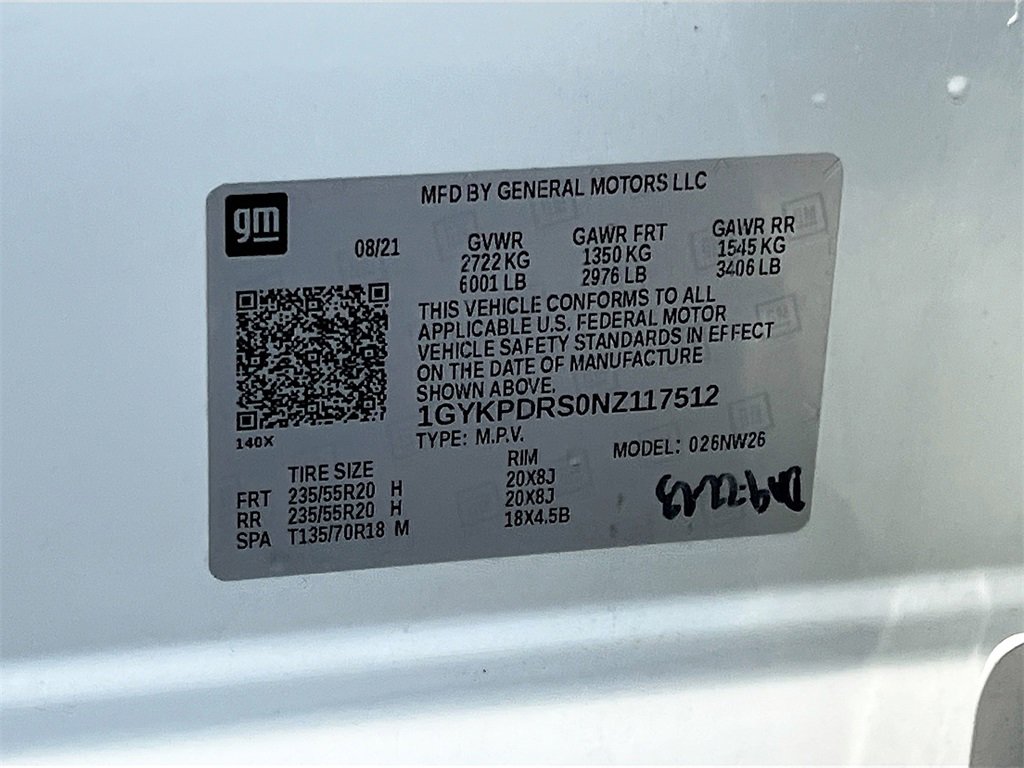 gm
MFD BY GENERAL MOTORS LLC
08/21
GVWR
2722 KG
6001 LB
GAWR FRT
1350 KG
2976 LB
GAWR RR
1545 KG
3406 LB
THIS VEHICLE CONFORMS TO ALL
APPLICABLE U.S. FEDERAL MOTOR
VEHICLE SAFETY STANDARDS IN EFFECT
ON THE DATE OF MANUFACTURE
SHOWN ABOVE.
1GYKPDRS0NZ117512
140X
TYPE: M.P.V.
MODEL: 026NW26
TIRE SIZE
RIM
FRT 235/55R20 H 20X8J
RR 235/55R20 H 20X8J
SPA T135/70R18 M 18X4.5B